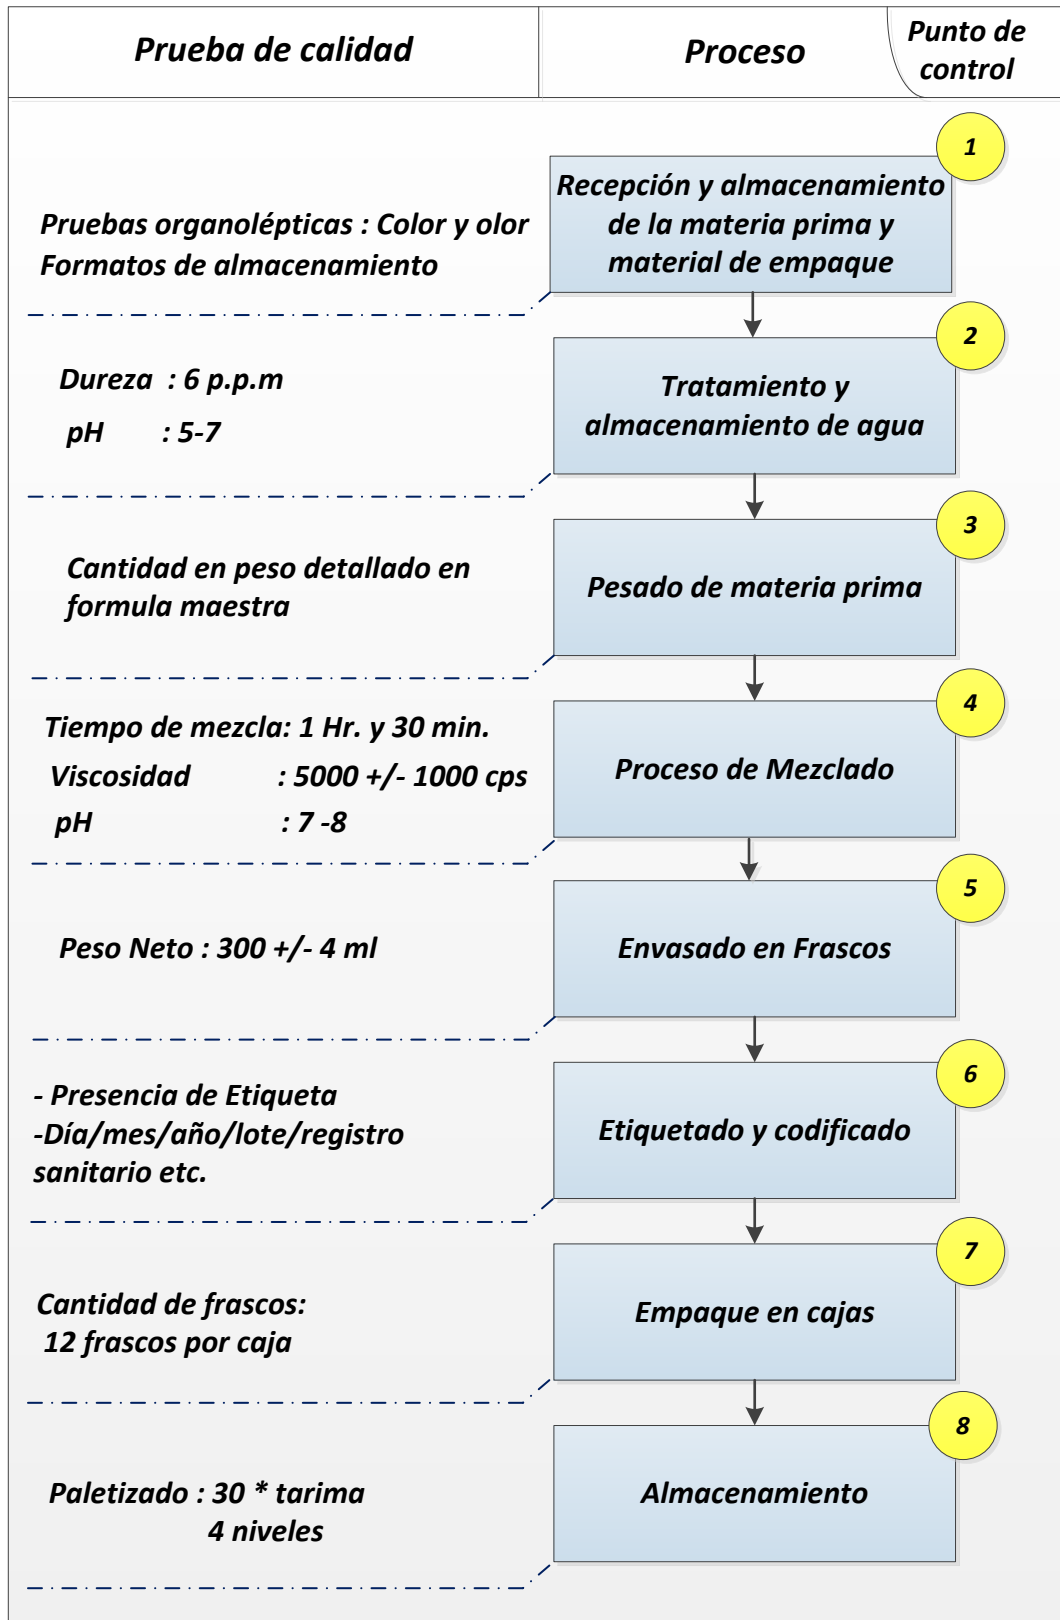 Prueba de calidad
Proceso
Punto de
control
1
Pruebas organolépticas : Color y olor
Formatos de almacenamiento
Recepción y almacenamiento
de la materia prima y
material de empaque
2
Dureza : 6 p.p.m
pH : 5-7
Tratamiento y
almacenamiento de agua
3
Cantidad en peso detallado en
formula maestra
Pesado de materia prima
4
Tiempo de mezcla: 1 Hr. y 30 min.
Viscosidad : 5000 +/- 1000 cps
pH : 7 -8
Proceso de Mezclado
5
Peso Neto : 300 +/- 4 ml
Envasado en Frascos
6
- Presencia de Etiqueta
-Día/mes/año/lote/registro
sanitario etc.
Etiquetado y codificado
7
Cantidad de frascos:
12 frascos por caja
Empaque en cajas
8
Paletizado : 30 * tarima
4 niveles
Almacenamiento